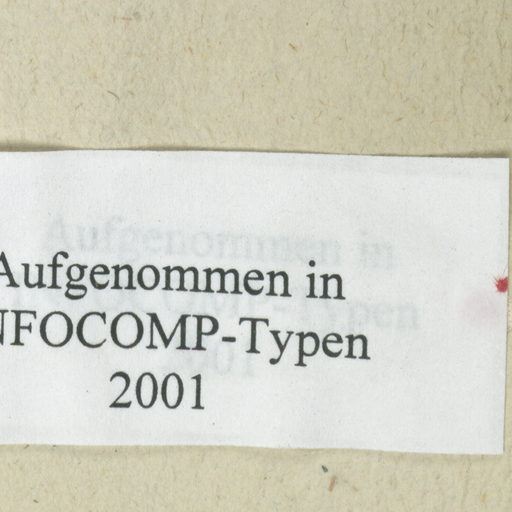 Aufgenommen in
NFOCOMP-Typen
2001